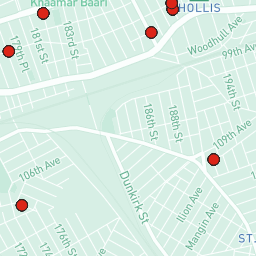 Khaamar Baari
HOLLIS
179th Pl
181st St
183rd St
Woodhull Ave
99th Ave
194th St
186th St
188th St
109th Ave
106th Ave
Dunkirk St
Ilion Ave
Mangin Ave
ST.
176th St